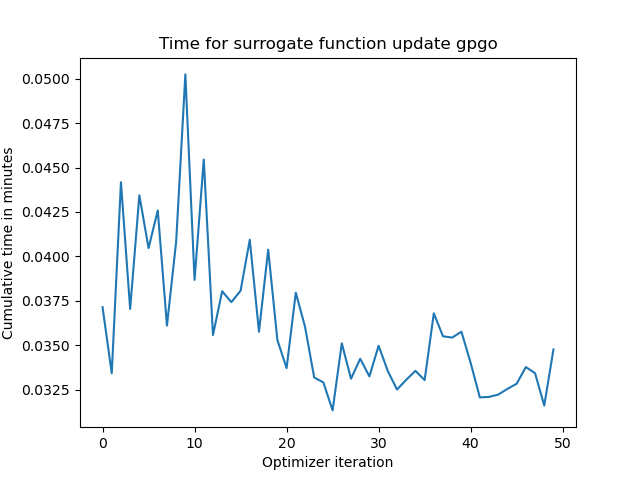 Time for surrogate function update gpgo
Cumulative time in minutes
0.0500
0.0475
0.0450
0.0425
0.0400
0.0375
0.0350
0.0325
0 10 20 30 40 50
Optimizer iteration